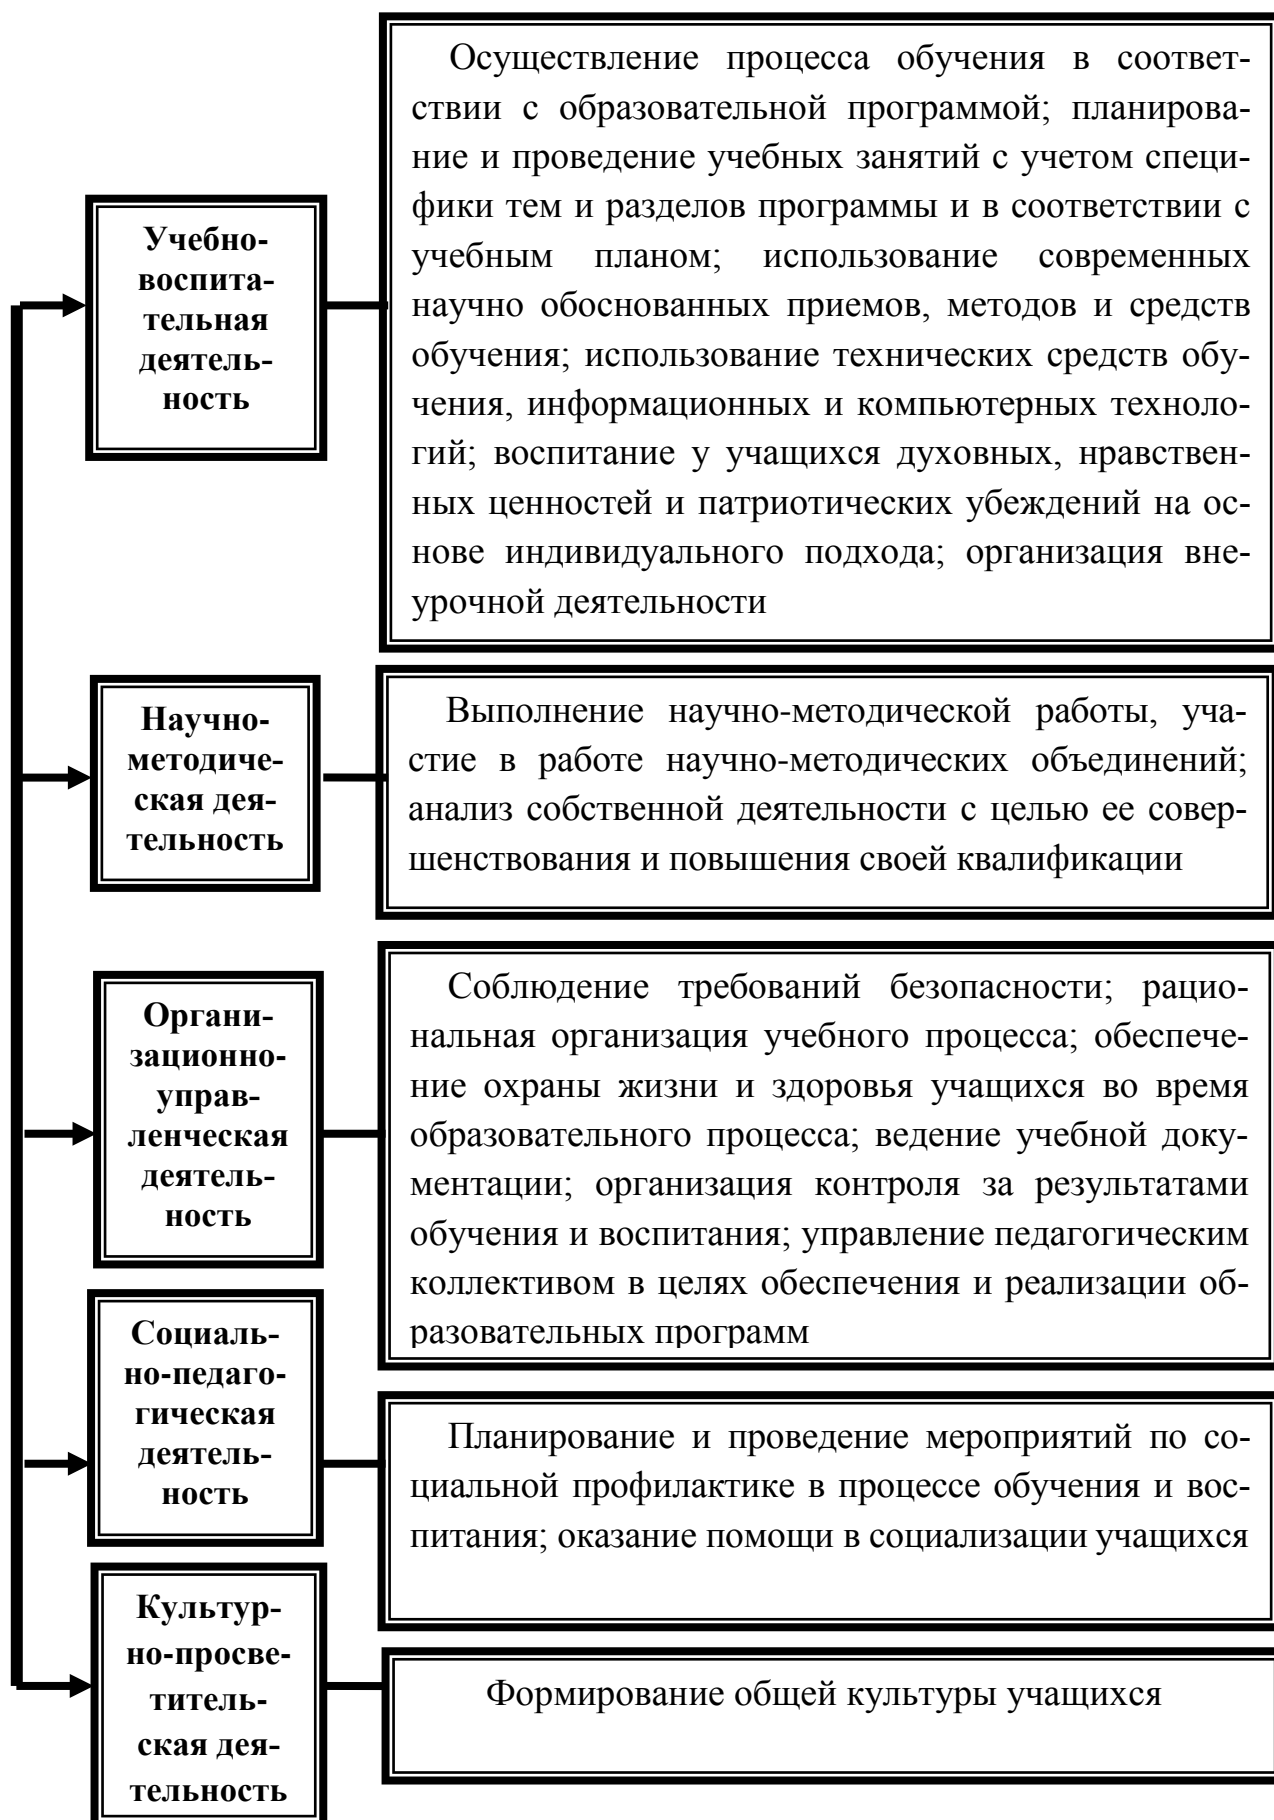 Учебно-
воспита-
тельная
деятель-
ность
Осуществление процесса обучения в соответ-
ствии с образовательной программой; планирова-
ние и проведение учебных занятий с учетом специ-
фики тем и разделов программы и в соответствии с
учебным планом; использование современных
научно обоснованных приемов, методов и средств
обучения; использование технических средств обу-
чения, информационных и компьютерных техноло-
гий; воспитание у учащихся духовных, нравствен-
ных ценностей и патриотических убеждений на ос-
нове индивидуального подхода; организация вне-
урочной деятельности
Научно-
методиче-
ская дея-
тельность
Выполнение научно-методической работы, уча-
стие в работе научно-методических объединений;
анализ собственной деятельности с целью ее совер-
шенствования и повышения своей квалификации
Органи-
зационно-
управ-
ленческая
деятель-
ность
Соблюдение требований безопасности; рацио-
нальная организация учебного процесса; обеспече-
ние охраны жизни и здоровья учащихся во время
образовательного процесса; ведение учебной доку-
ментации; организация контроля за результатами
обучения и воспитания; управление педагогическим
коллективом в целях обеспечения и реализации об-
разовательных программ
Социаль-
но-педаго-
гическая
деятель-
ность
Планирование и проведение мероприятий по со-
циальной профилактике в процессе обучения и вос-
питания; оказание помощи в социализации учащихся
Культур-
но-просве-
титель-
ская дея-
тельность
Формирование общей культуры учащихся